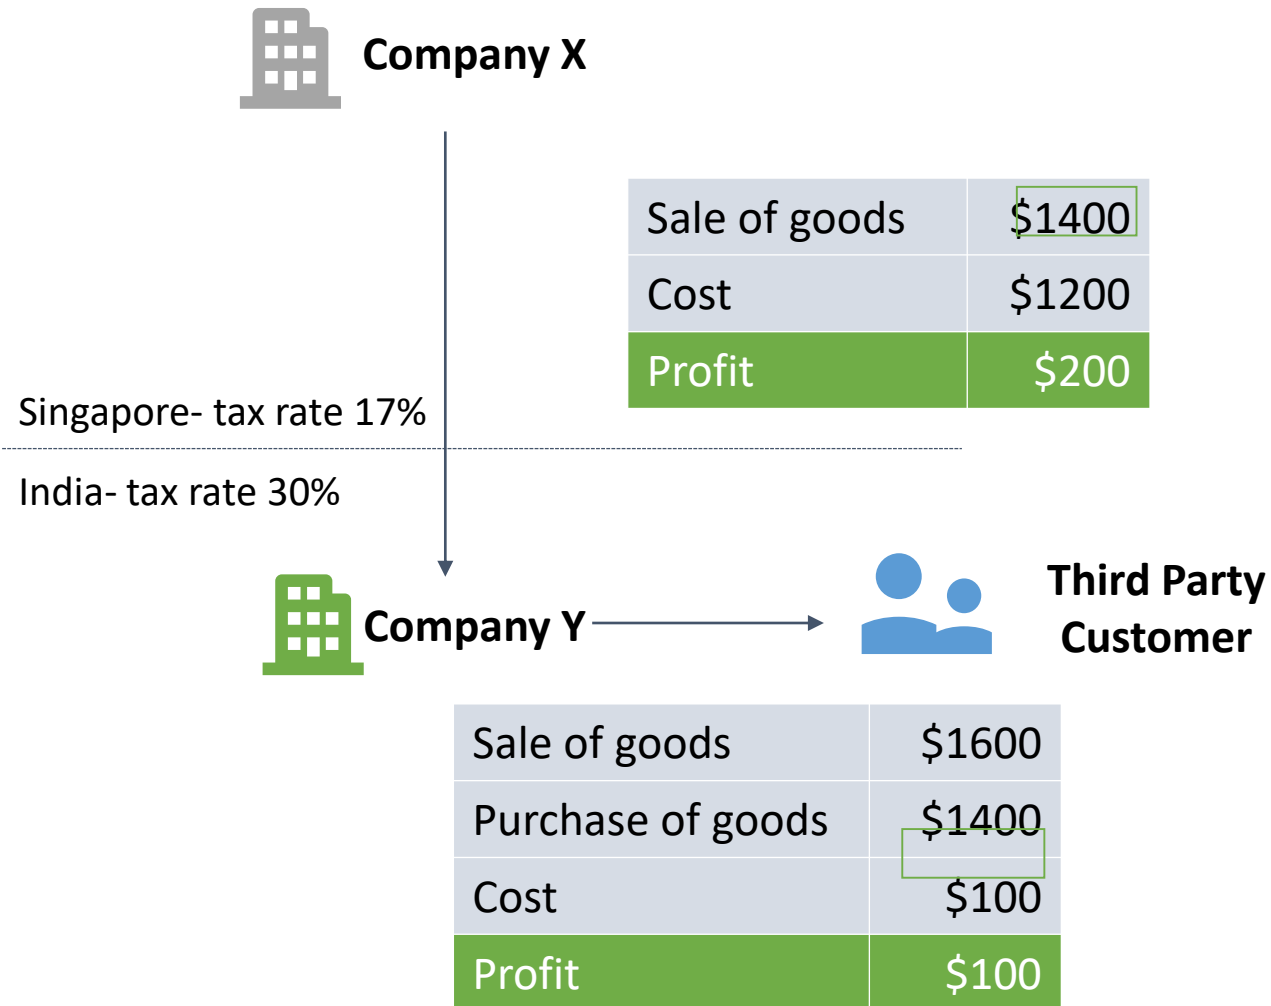 Company X
Sale of goods $1400
Cost $1200
Profit $200
Singapore- tax rate 17%
India- tax rate 30%
Company Y
Third Party
Customer
Sale of goods $1600
Purchase of goods $1400
Cost $100
Profit $100